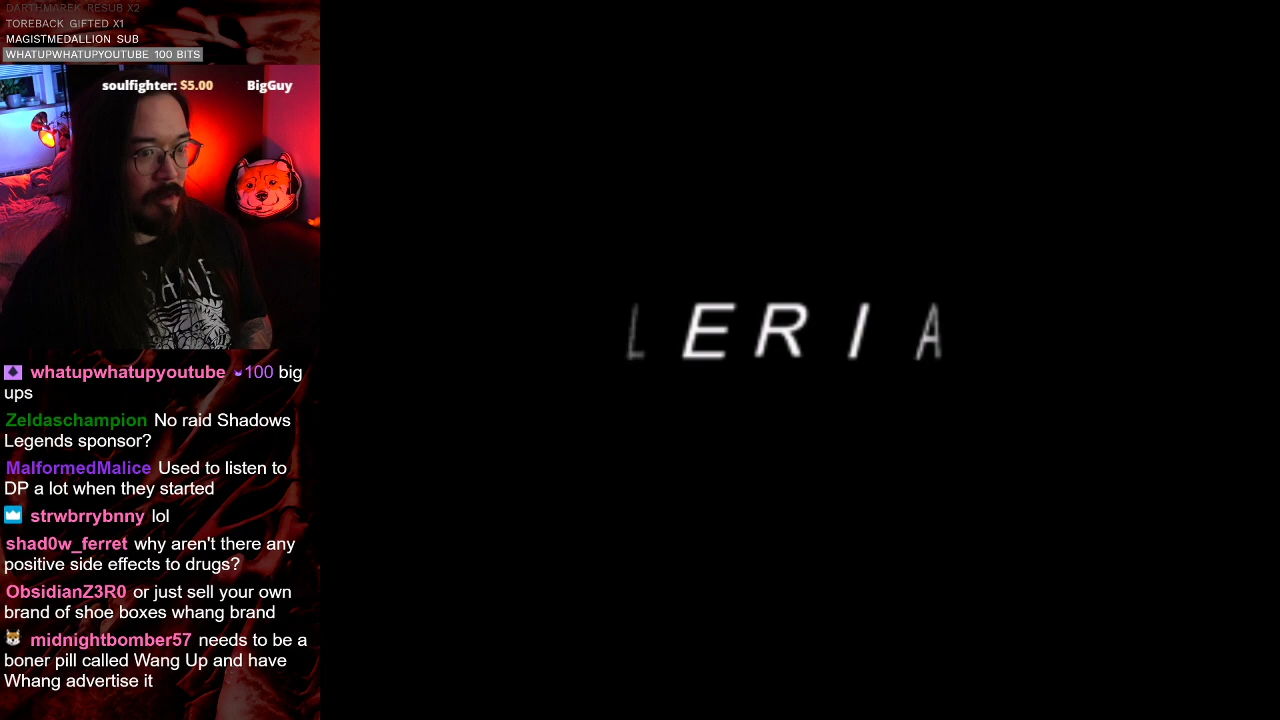 DARTHMAREK RESUB X2
TOREBACK GIFTED X1
MAGISTMEDALLION SUB
WHATUPWHATUPYOUTUBE 100 BITS
soulfighter: $5.00 BigGuy
whatupwhatupyoutube 100 big
ups
Zeldaschampion No raid Shadows
Legends sponsor?
MalformedMalice Used to listen to
DP a lot when they started
strwbrrybnny lol
shad0w_ferret why aren't there any
positive side effects to drugs?
ObsidianZ3R0 or just sell your own
brand of shoe boxes whang brand
midnightbomber57 needs to be a
boner pill called Wang Up and have
Whang advertise it
L E R I A